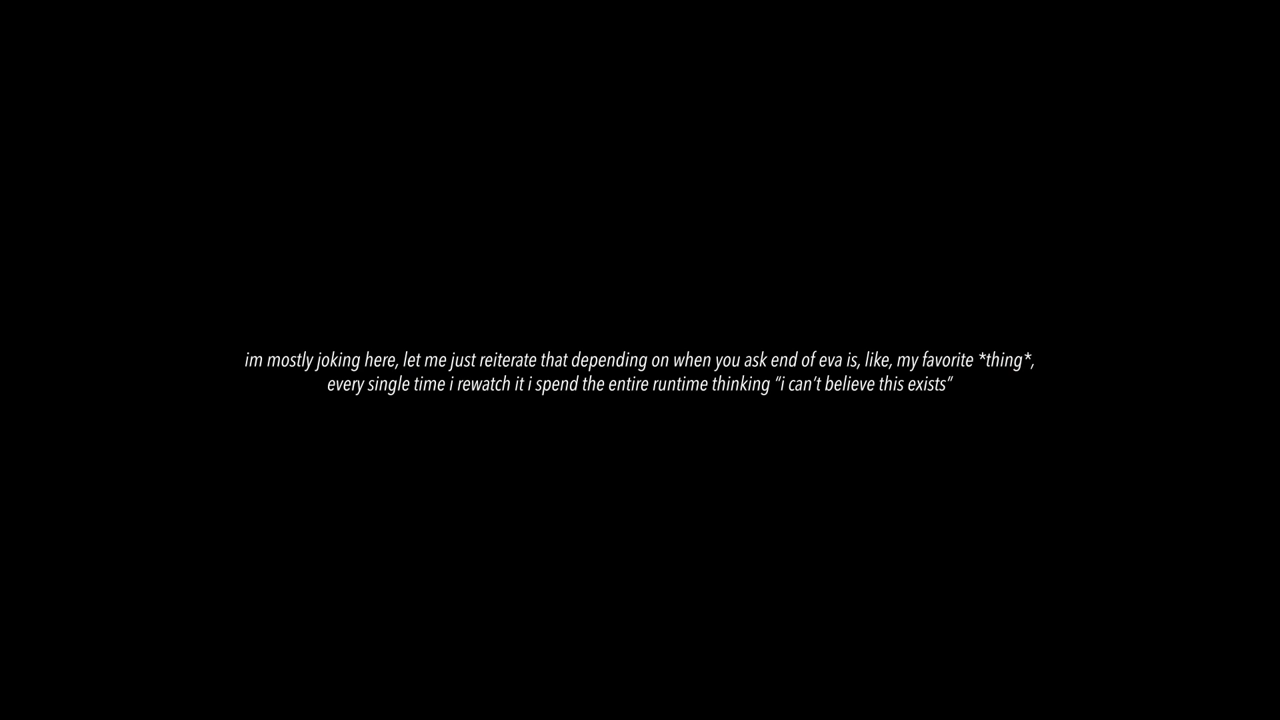 im mostly joking here, let me just reiterate that depending on when you ask end of eva is, like, my favorite *thing*,
every single time i rewatch it i spend the entire runtime thinking “i can’t believe this exists”